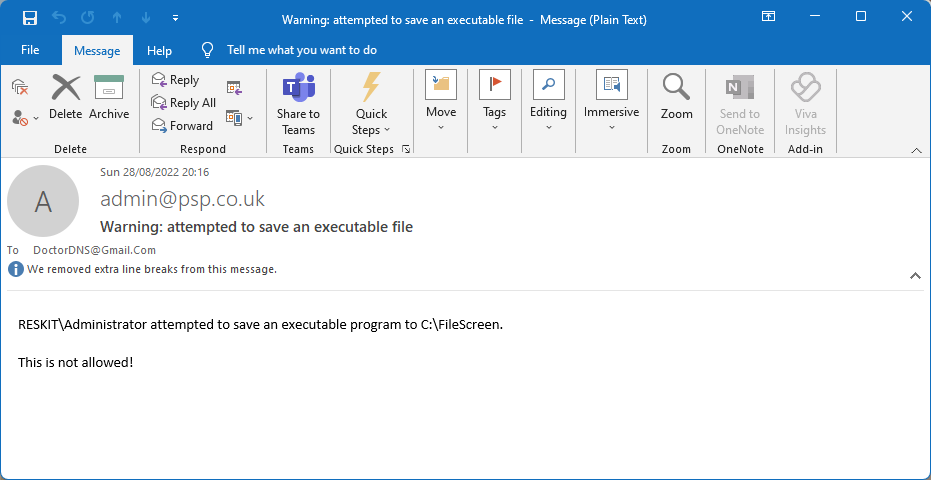 Warning: attempted to save an executable file - Message (Plain Text)
File
Message
Help
Tell me what you want to do
Delete
Archive
Delete
Reply
Reply All
Forward
Respond
Share to
Teams
Teams
Quick
Steps
Quick Steps
Move
Tags
Editing
Immersive
Zoom
Zoom
Send to
OneNote
OneNote
Viva
Insights
Add-in
Sun 28/08/2022 20:16
A
admin@psp.co.uk
Warning: attempted to save an executable file
To DoctorDNS@Gmail.Com
We removed extra line breaks from this message.
RESKIT\Administrator attempted to save an executable program to C:\FileScreen.
This is not allowed!